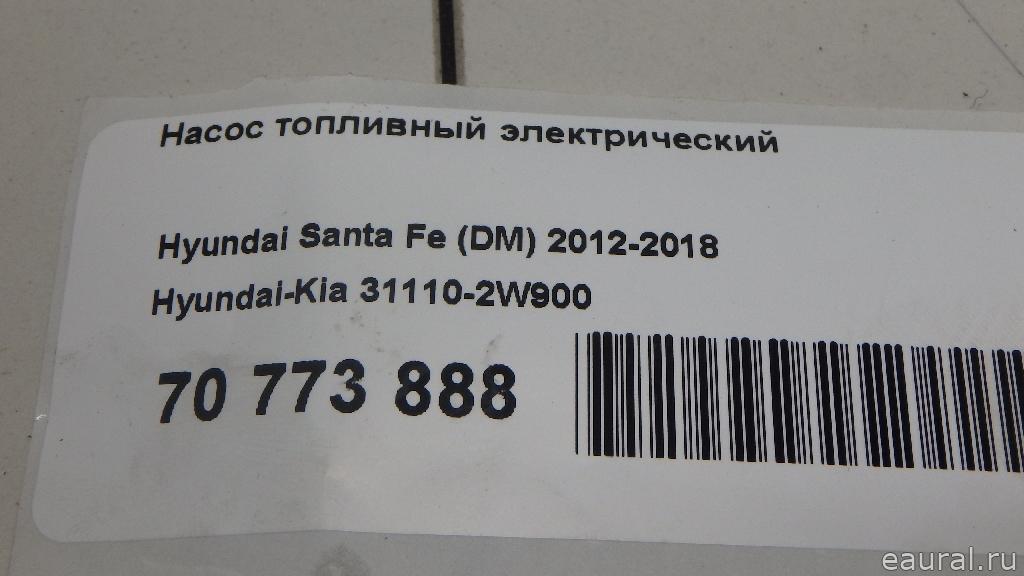 Насос топливный электрический
Hyundai Santa Fe (DM) 2012-2018
Hyundai-Kia 31110-2W900
70 773 888
eaural.ru